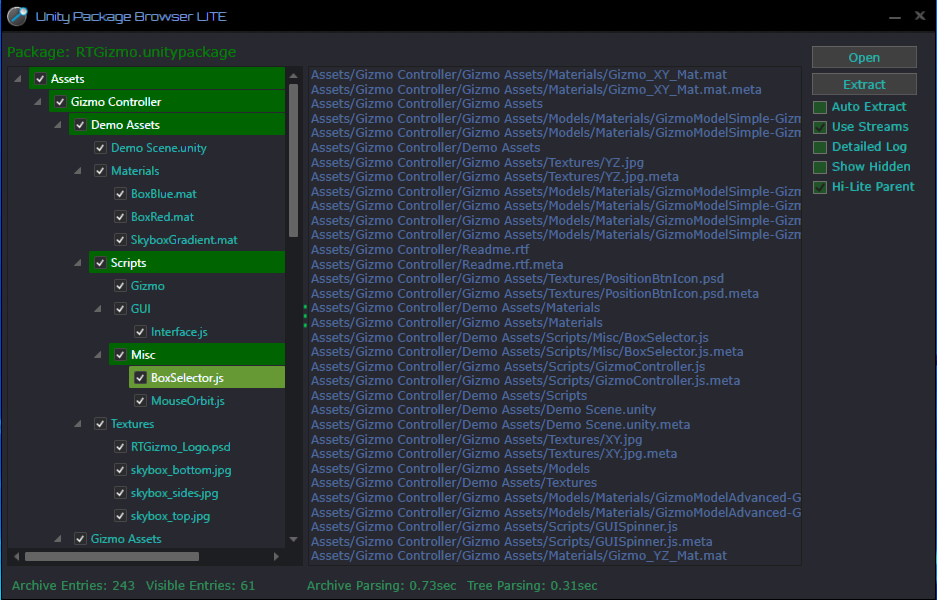 Unity Package Browser LITE
Package: RTGizmo.unitypackage
Assets
Gizmo Controller
Demo Assets
Demo Scene.unity
Materials
BoxBlue.mat
BoxRed.mat
SkyboxGradient.mat
Scripts
Gizmo
GUI
Interface.js
Misc
BoxSelector.js
MouseOrbit.js
Textures
RTGizmo_Logo.psd
skybox_bottom.jpg
skybox_sides.jpg
skybox_top.jpg
Gizmo Assets
Assets/Gizmo Controller/Gizmo Assets/Materials/Gizmo_XY_Mat.mat
Assets/Gizmo Controller/Gizmo Assets/Materials/Gizmo_XY_Mat.mat.meta
Assets/Gizmo Controller/Gizmo Assets
Assets/Gizmo Controller/Gizmo Assets/Models/Materials/GizmoModelSimple-Gizm
Assets/Gizmo Controller/Gizmo Assets/Models/Materials/GizmoModelSimple-Gizm
Assets/Gizmo Controller/Demo Assets
Assets/Gizmo Controller/Gizmo Assets/Textures/YZ.jpg
Assets/Gizmo Controller/Gizmo Assets/Textures/YZ.jpg.meta
Assets/Gizmo Controller/Gizmo Assets/Models/Materials/GizmoModelSimple-Gizm
Assets/Gizmo Controller/Gizmo Assets/Models/Materials/GizmoModelSimple-Gizm
Assets/Gizmo Controller/Gizmo Assets/Models/Materials/GizmoModelSimple-Gizm
Assets/Gizmo Controller/Gizmo Assets/Models/Materials/GizmoModelSimple-Gizm
Assets/Gizmo Controller/Readme.rtf
Assets/Gizmo Controller/Readme.rtf.meta
Assets/Gizmo Controller/Gizmo Assets/Textures/PositionBtnIcon.psd
Assets/Gizmo Controller/Gizmo Assets/Textures/PositionBtnIcon.psd.meta
Assets/Gizmo Controller/Demo Assets/Materials
Assets/Gizmo Controller/Gizmo Assets/Materials
Assets/Gizmo Controller/Demo Assets/Scripts/Misc/BoxSelector.js
Assets/Gizmo Controller/Demo Assets/Scripts/Misc/BoxSelector.js.meta
Assets/Gizmo Controller/Gizmo Assets/Scripts/GizmoController.js
Assets/Gizmo Controller/Gizmo Assets/Scripts/GizmoController.js.meta
Assets/Gizmo Controller/Demo Assets/Scripts
Assets/Gizmo Controller/Demo Assets/Demo Scene.unity
Assets/Gizmo Controller/Demo Assets/Demo Scene.unity.meta
Assets/Gizmo Controller/Gizmo Assets/Textures/XY.jpg
Assets/Gizmo Controller/Gizmo Assets/Textures/XY.jpg.meta
Assets/Gizmo Controller/Gizmo Assets/Models
Assets/Gizmo Controller/Demo Assets/Textures
Assets/Gizmo Controller/Gizmo Assets/Models/Materials/GizmoModelAdvanced-G
Assets/Gizmo Controller/Gizmo Assets/Models/Materials/GizmoModelAdvanced-G
Assets/Gizmo Controller/Gizmo Assets/Scripts/GUISpinner.js
Assets/Gizmo Controller/Gizmo Assets/Scripts/GUISpinner.js.meta
Assets/Gizmo Controller/Gizmo Assets/Materials/Gizmo_YZ_Mat.mat
Open
Extract
Auto Extract
Use Streams
Detailed Log
Show Hidden
Hi-Lite Parent
Archive Entries: 243 Visible Entries: 61 Archive Parsing: 0.73sec Tree Parsing: 0.31sec